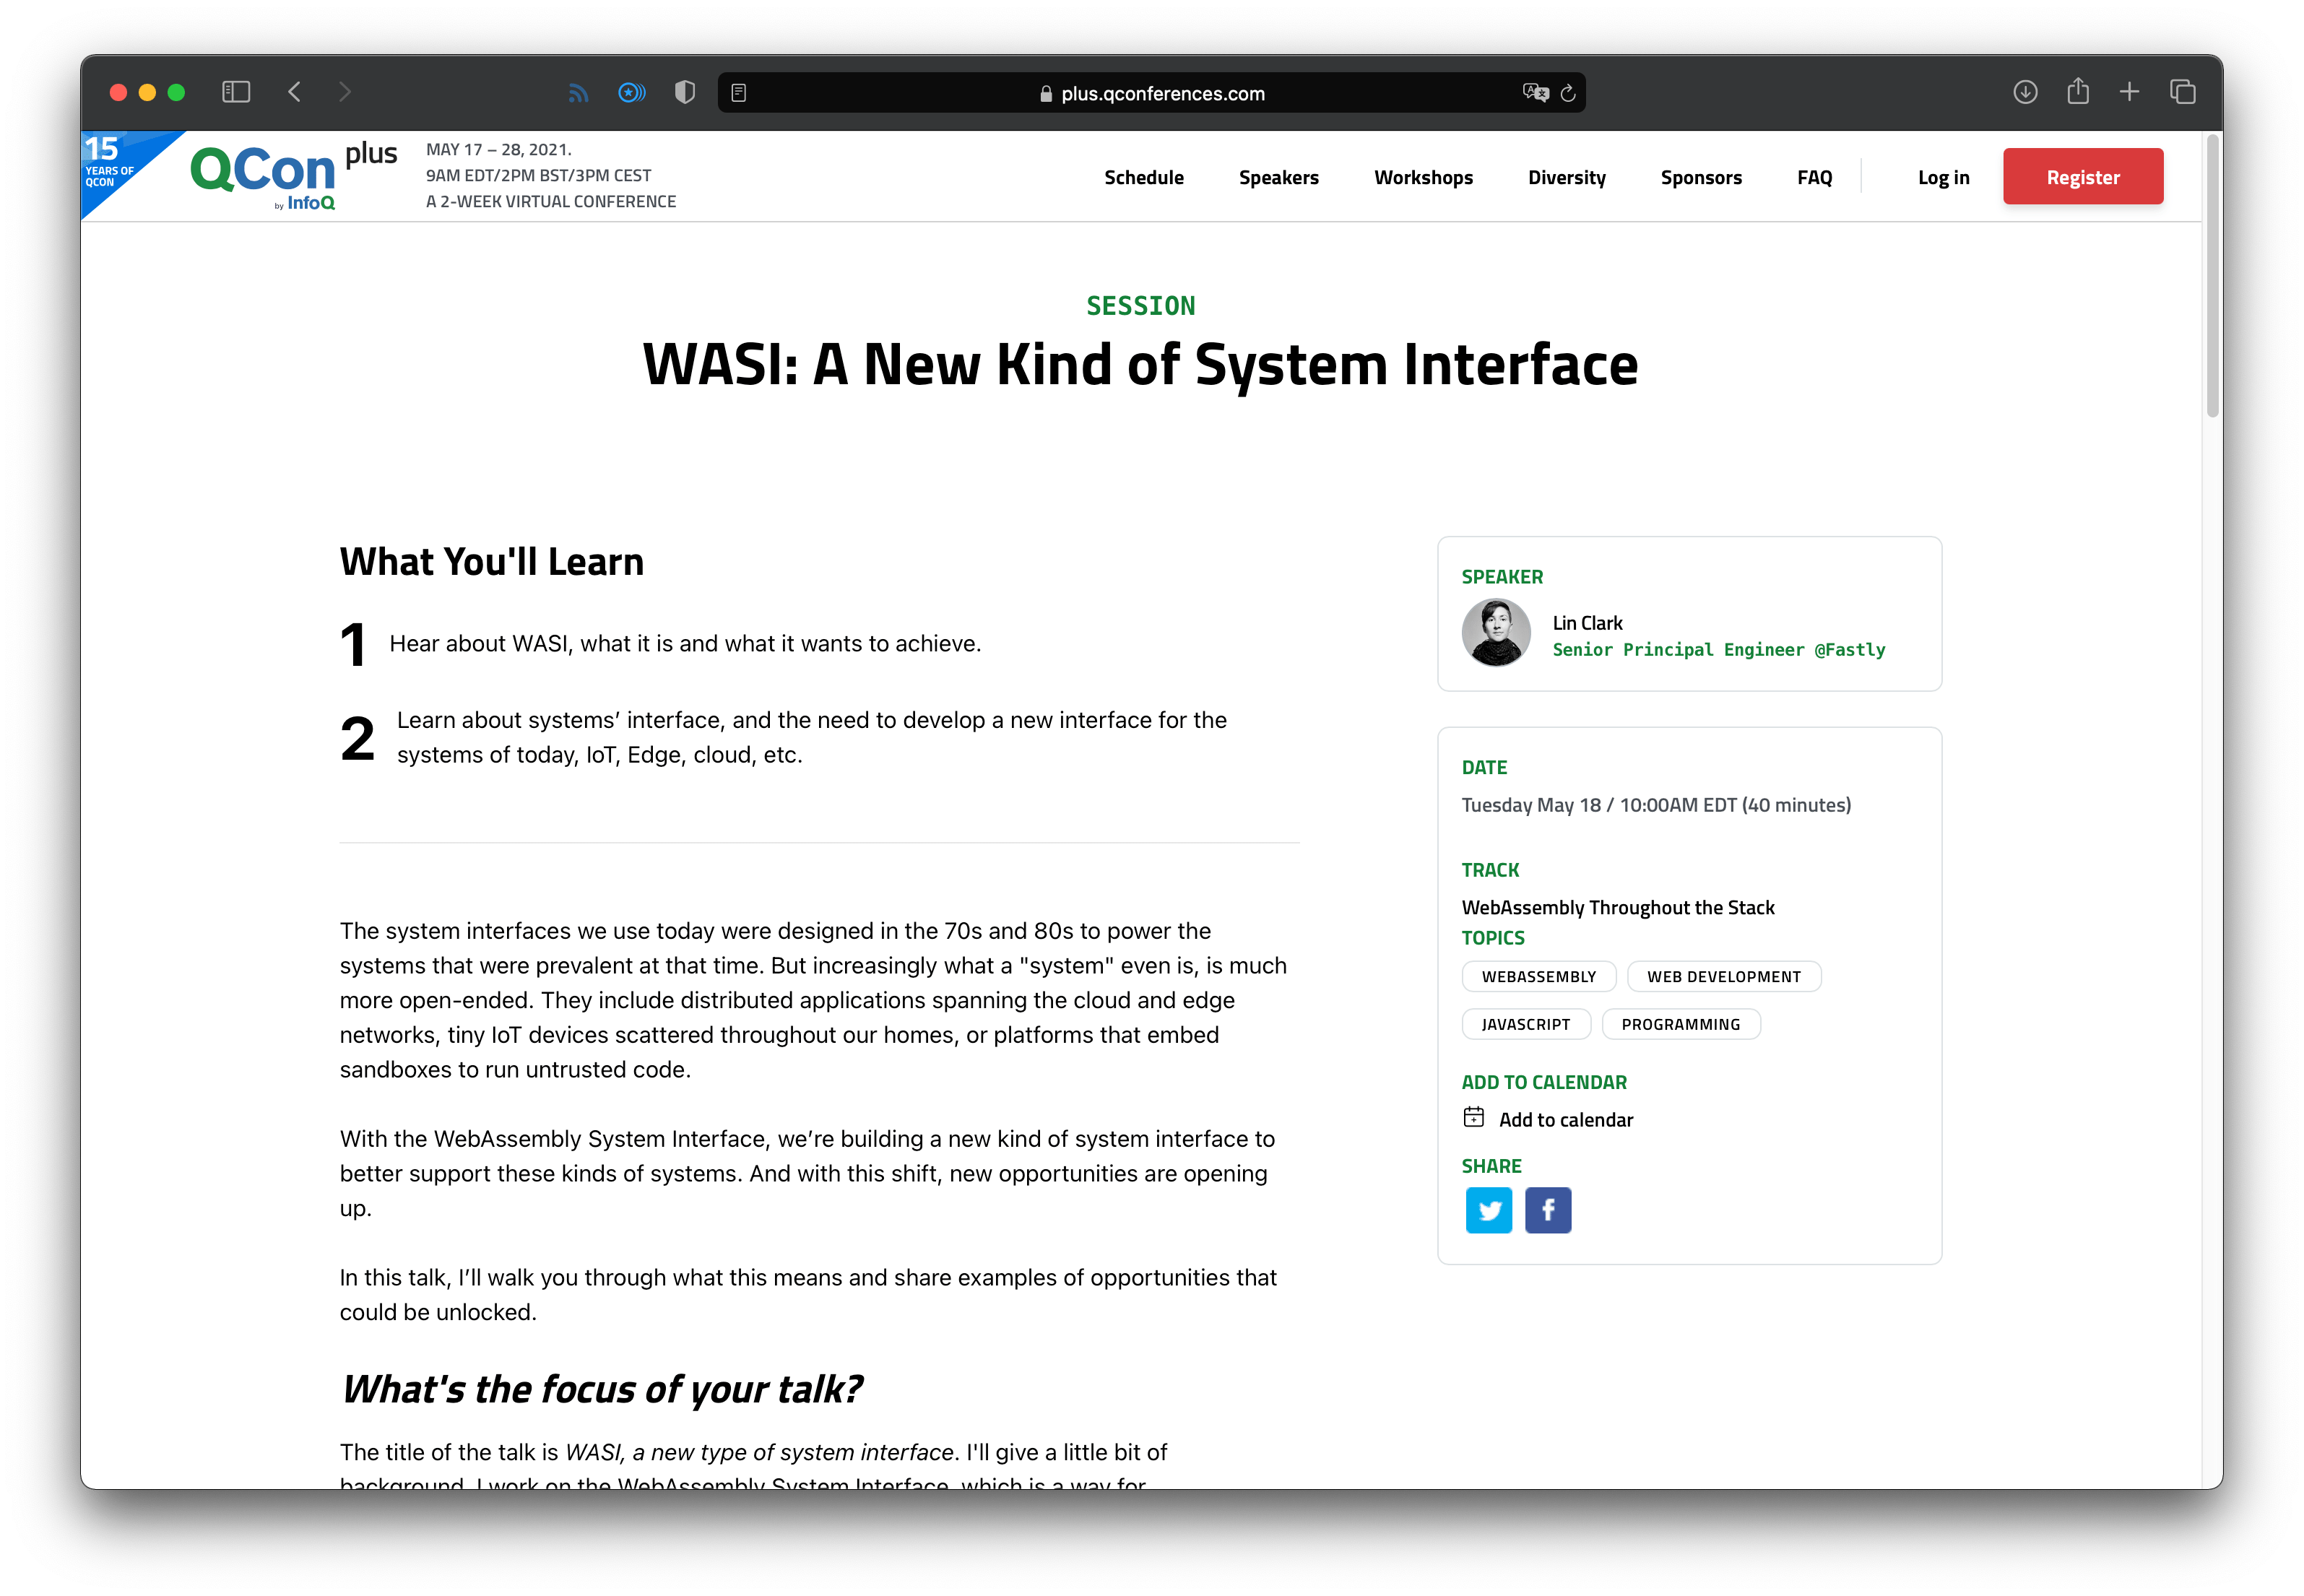 plus.qconferences.com
15
YEARS OF
QCON
QCon plus
by InfoQ
MAY 17 – 28, 2021.
9AM EDT/2PM BST/3PM CEST
A 2-WEEK VIRTUAL CONFERENCE
Schedule Speakers Workshops Diversity Sponsors FAQ Log in Register
SESSION
WASI: A New Kind of System Interface
What You'll Learn
1 Hear about WASI, what it is and what it wants to achieve.
2 Learn about systems’ interface, and the need to develop a new interface for the
systems of today, IoT, Edge, cloud, etc.
The system interfaces we use today were designed in the 70s and 80s to power the
systems that were prevalent at that time. But increasingly what a "system" even is, is much
more open-ended. They include distributed applications spanning the cloud and edge
networks, tiny IoT devices scattered throughout our homes, or platforms that embed
sandboxes to run untrusted code.
With the WebAssembly System Interface, we’re building a new kind of system interface to
better support these kinds of systems. And with this shift, new opportunities are opening
up.
In this talk, I’ll walk you through what this means and share examples of opportunities that
could be unlocked.
What's the focus of your talk?
The title of the talk is WASI, a new type of system interface. I'll give a little bit of
background. I work on the WebAssembly System Interface, which is a way for
SPEAKER
Lin Clark
Senior Principal Engineer @Fastly
DATE
Tuesday May 18 / 10:00AM EDT (40 minutes)
TRACK
WebAssembly Throughout the Stack
TOPICS
WEBASSEMBLY WEB DEVELOPMENT
JAVASCRIPT PROGRAMMING
ADD TO CALENDAR
Add to calendar
SHARE